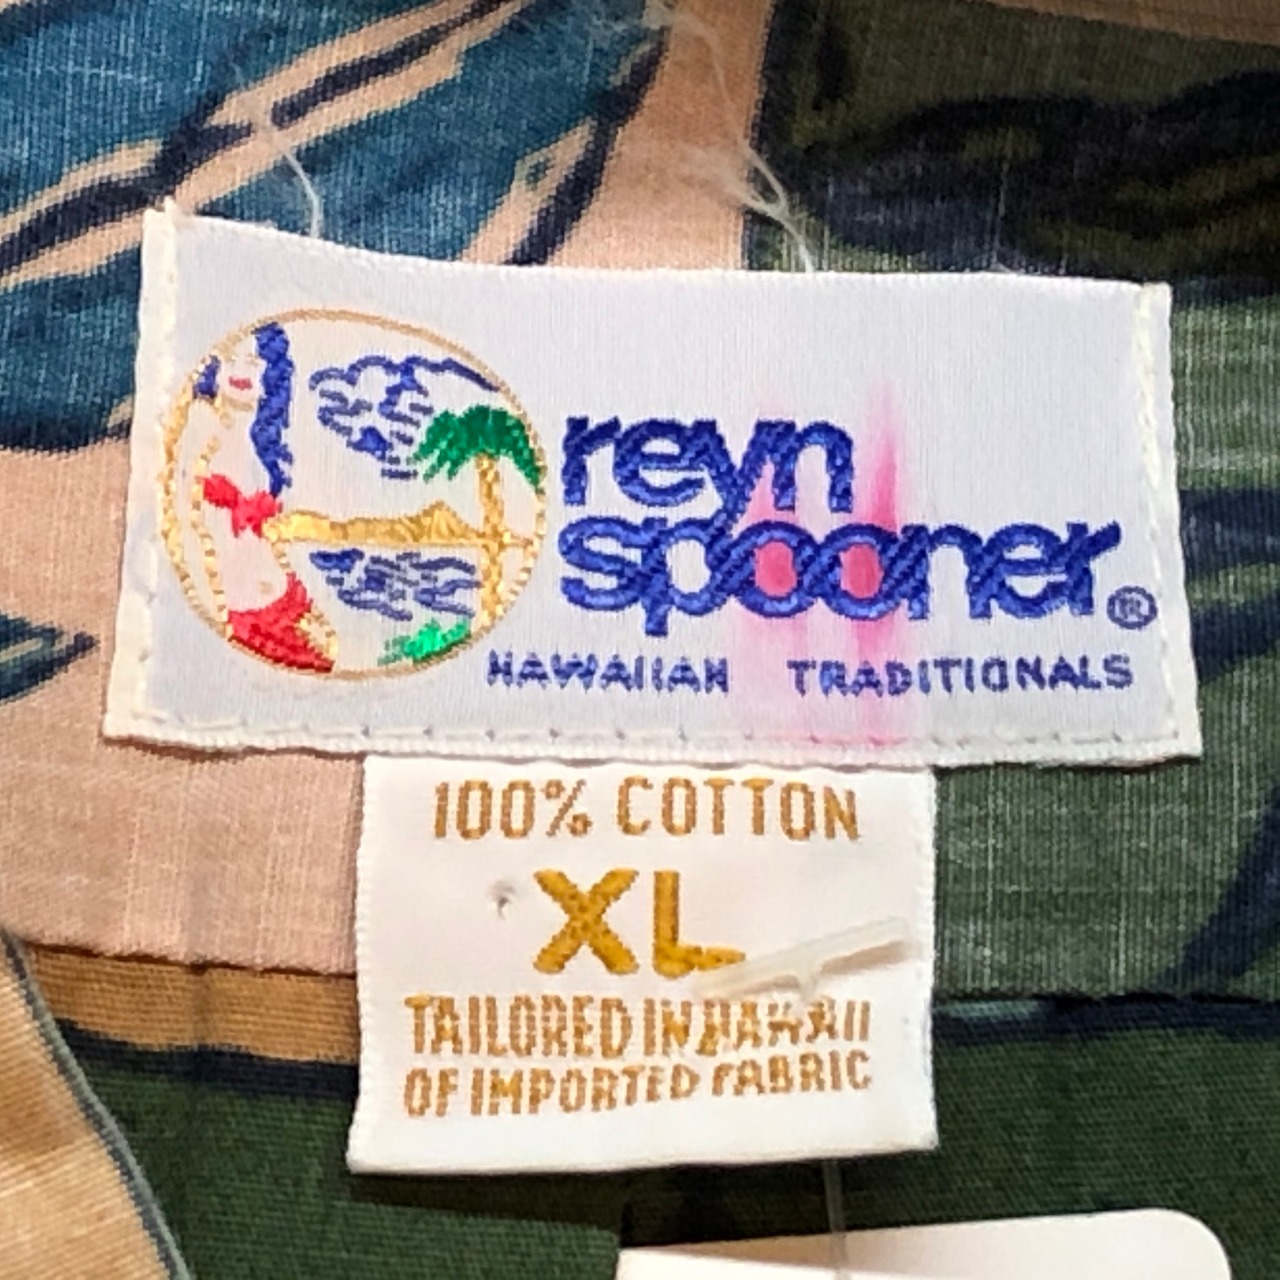 reyn
spooner®
HAWAIIAN TRADITIONALS
100% COTTON
XL
TAILORED IN HAWAII
OF IMPORTED FABRIC